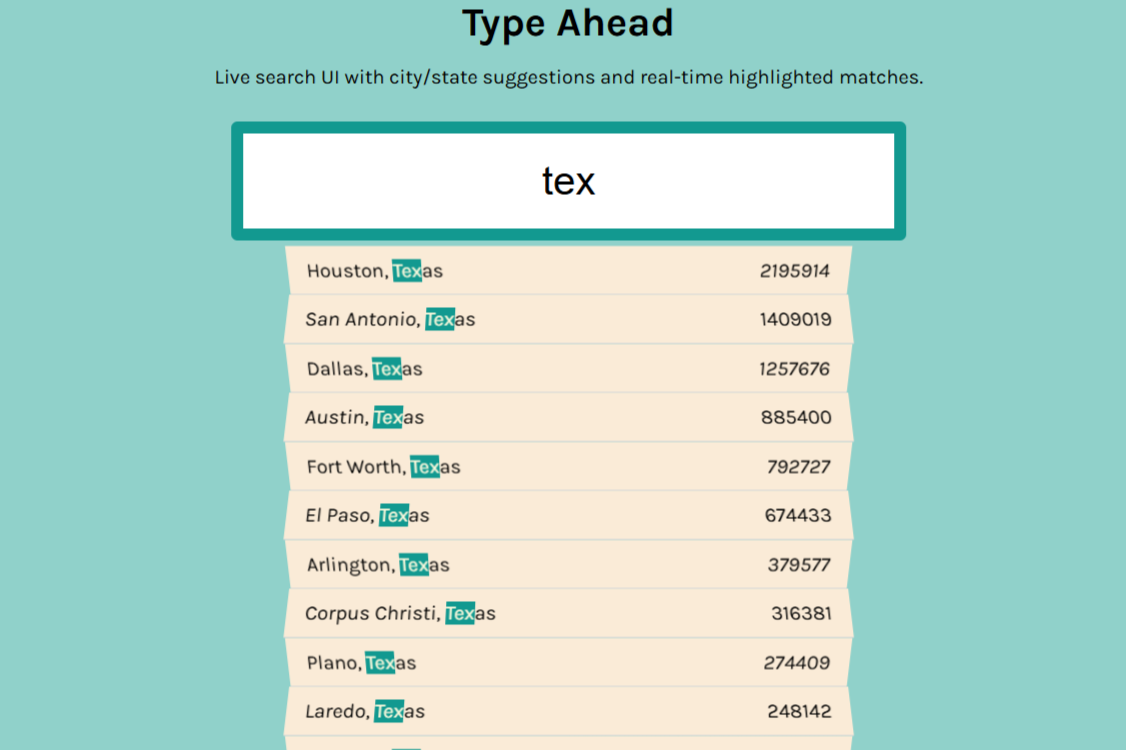 Type Ahead
Live search UI with city/state suggestions and real-time highlighted matches.
tex
Houston, Texas 2195914
San Antonio, Texas 1409019
Dallas, Texas 1257676
Austin, Texas 885400
Fort Worth, Texas 792727
El Paso, Texas 674433
Arlington, Texas 379577
Corpus Christi, Texas 316381
Plano, Texas 274409
Laredo, Texas 248142